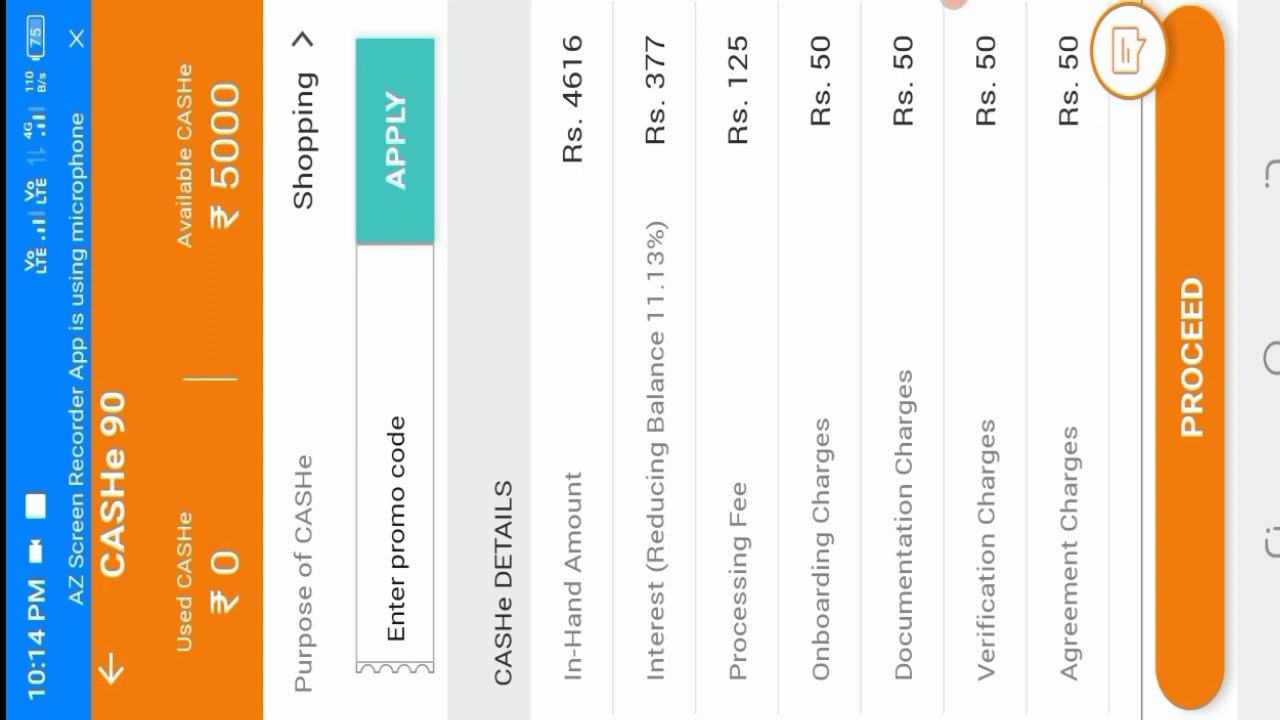 10:14 PM Vo LTE Vo LTE 4G 110 B/s 75
AZ Screen Recorder App is using microphone X
← CASHe 90
Used CASHe Available CASHe
₹ 0 ₹ 5000
Purpose of CASHe Shopping >
Enter promo code APPLY
CASHe DETAILS
In-Hand Amount Rs. 4616
Interest (Reducing Balance 11.13%) Rs. 377
Processing Fee Rs. 125
Onboarding Charges Rs. 50
Documentation Charges Rs. 50
Verification Charges Rs. 50
Agreement Charges Rs. 50
PROCEED